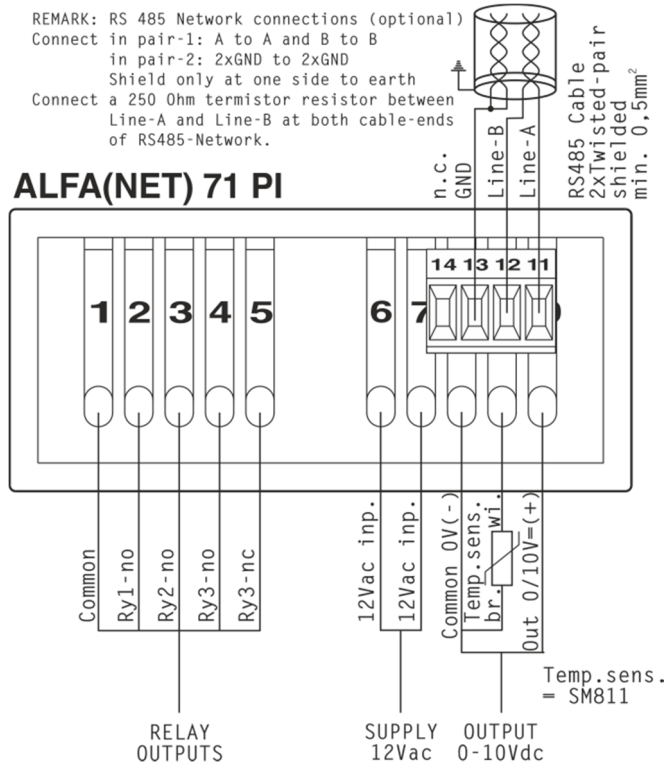 REMARK: RS 485 Network connections (optional)
Connect in pair-1: A to A and B to B
in pair-2: 2xGND to 2xGND
Shield only at one side to earth
Connect a 250 Ohm termistor resistor between
Line-A and Line-B at both cable-ends
of RS485-Network.
n.c.
GND
Line-B
Line-A
RS485 Cable
2xTwisted-pair
shielded
min. 0,5mm²
ALFA(NET) 71 PI
14 13 12 11
1 2 3 4 5 6 7
Common
Ry1-no
Ry2-no
Ry3-no
Ry3-nc
12Vac inp.
12Vac inp.
Common 0V(-)
Temp.sens.
br. wi.
Out 0/10V=(+)
Temp.sens.
= SM811
RELAY
OUTPUTS
SUPPLY
12Vac
OUTPUT
0-10Vdc